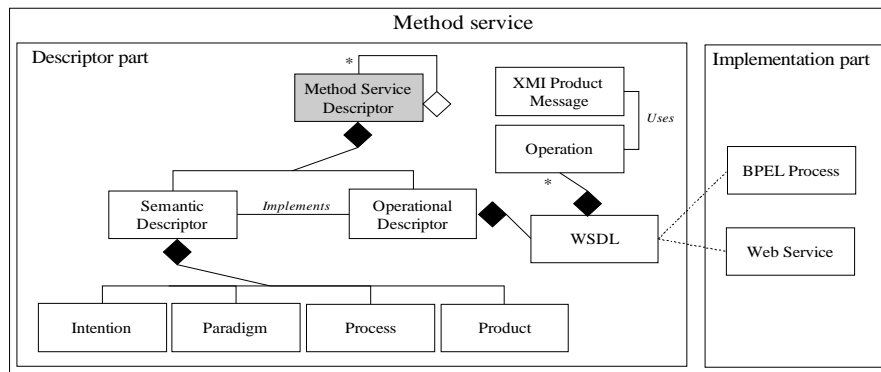 Method service
Descriptor part
Implementation part
*
Method Service
Descriptor
XMI Product
Message
Uses
Operation
*
BPEL Process
Semantic
Descriptor
Implements
Operational
Descriptor
WSDL
Web Service
Intention
Paradigm
Process
Product